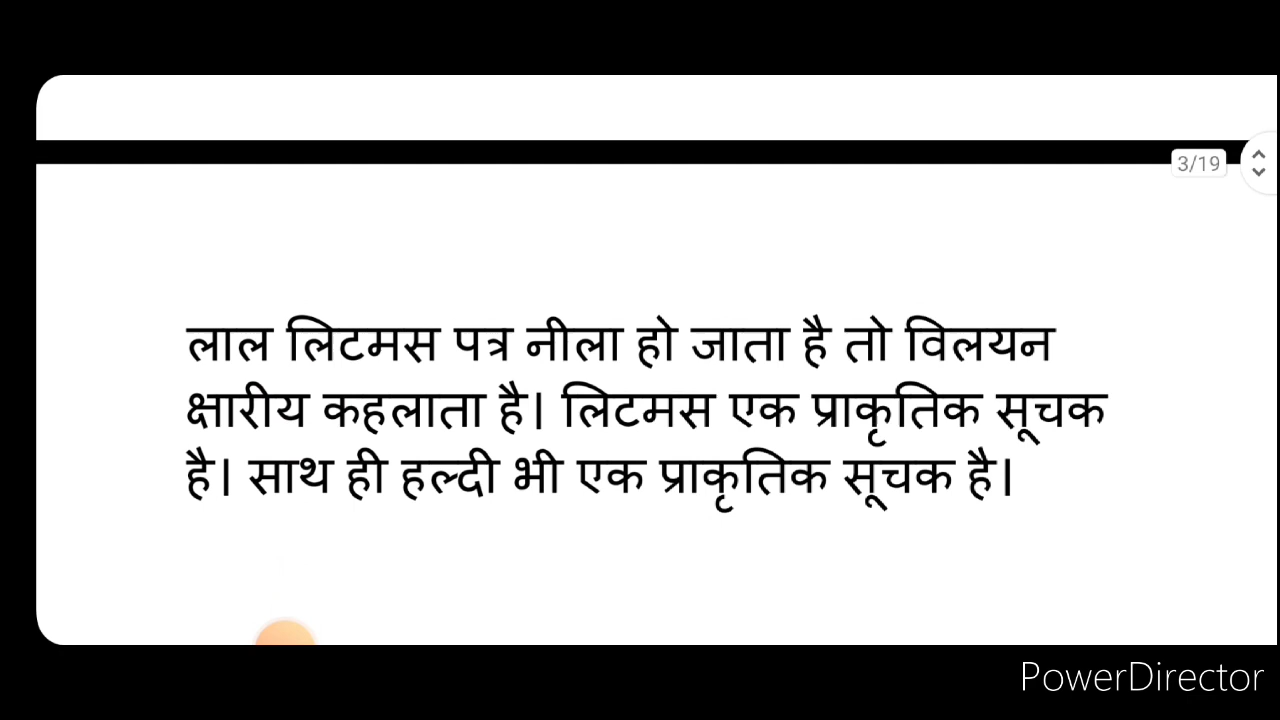 3/19
लाल लिटमस पत्र नीला हो जाता है तो विलयन
क्षारीय कहलाता है। लिटमस एक प्राकृतिक सूचक
है। साथ ही हल्दी भी एक प्राकृतिक सूचक है।
PowerDirector